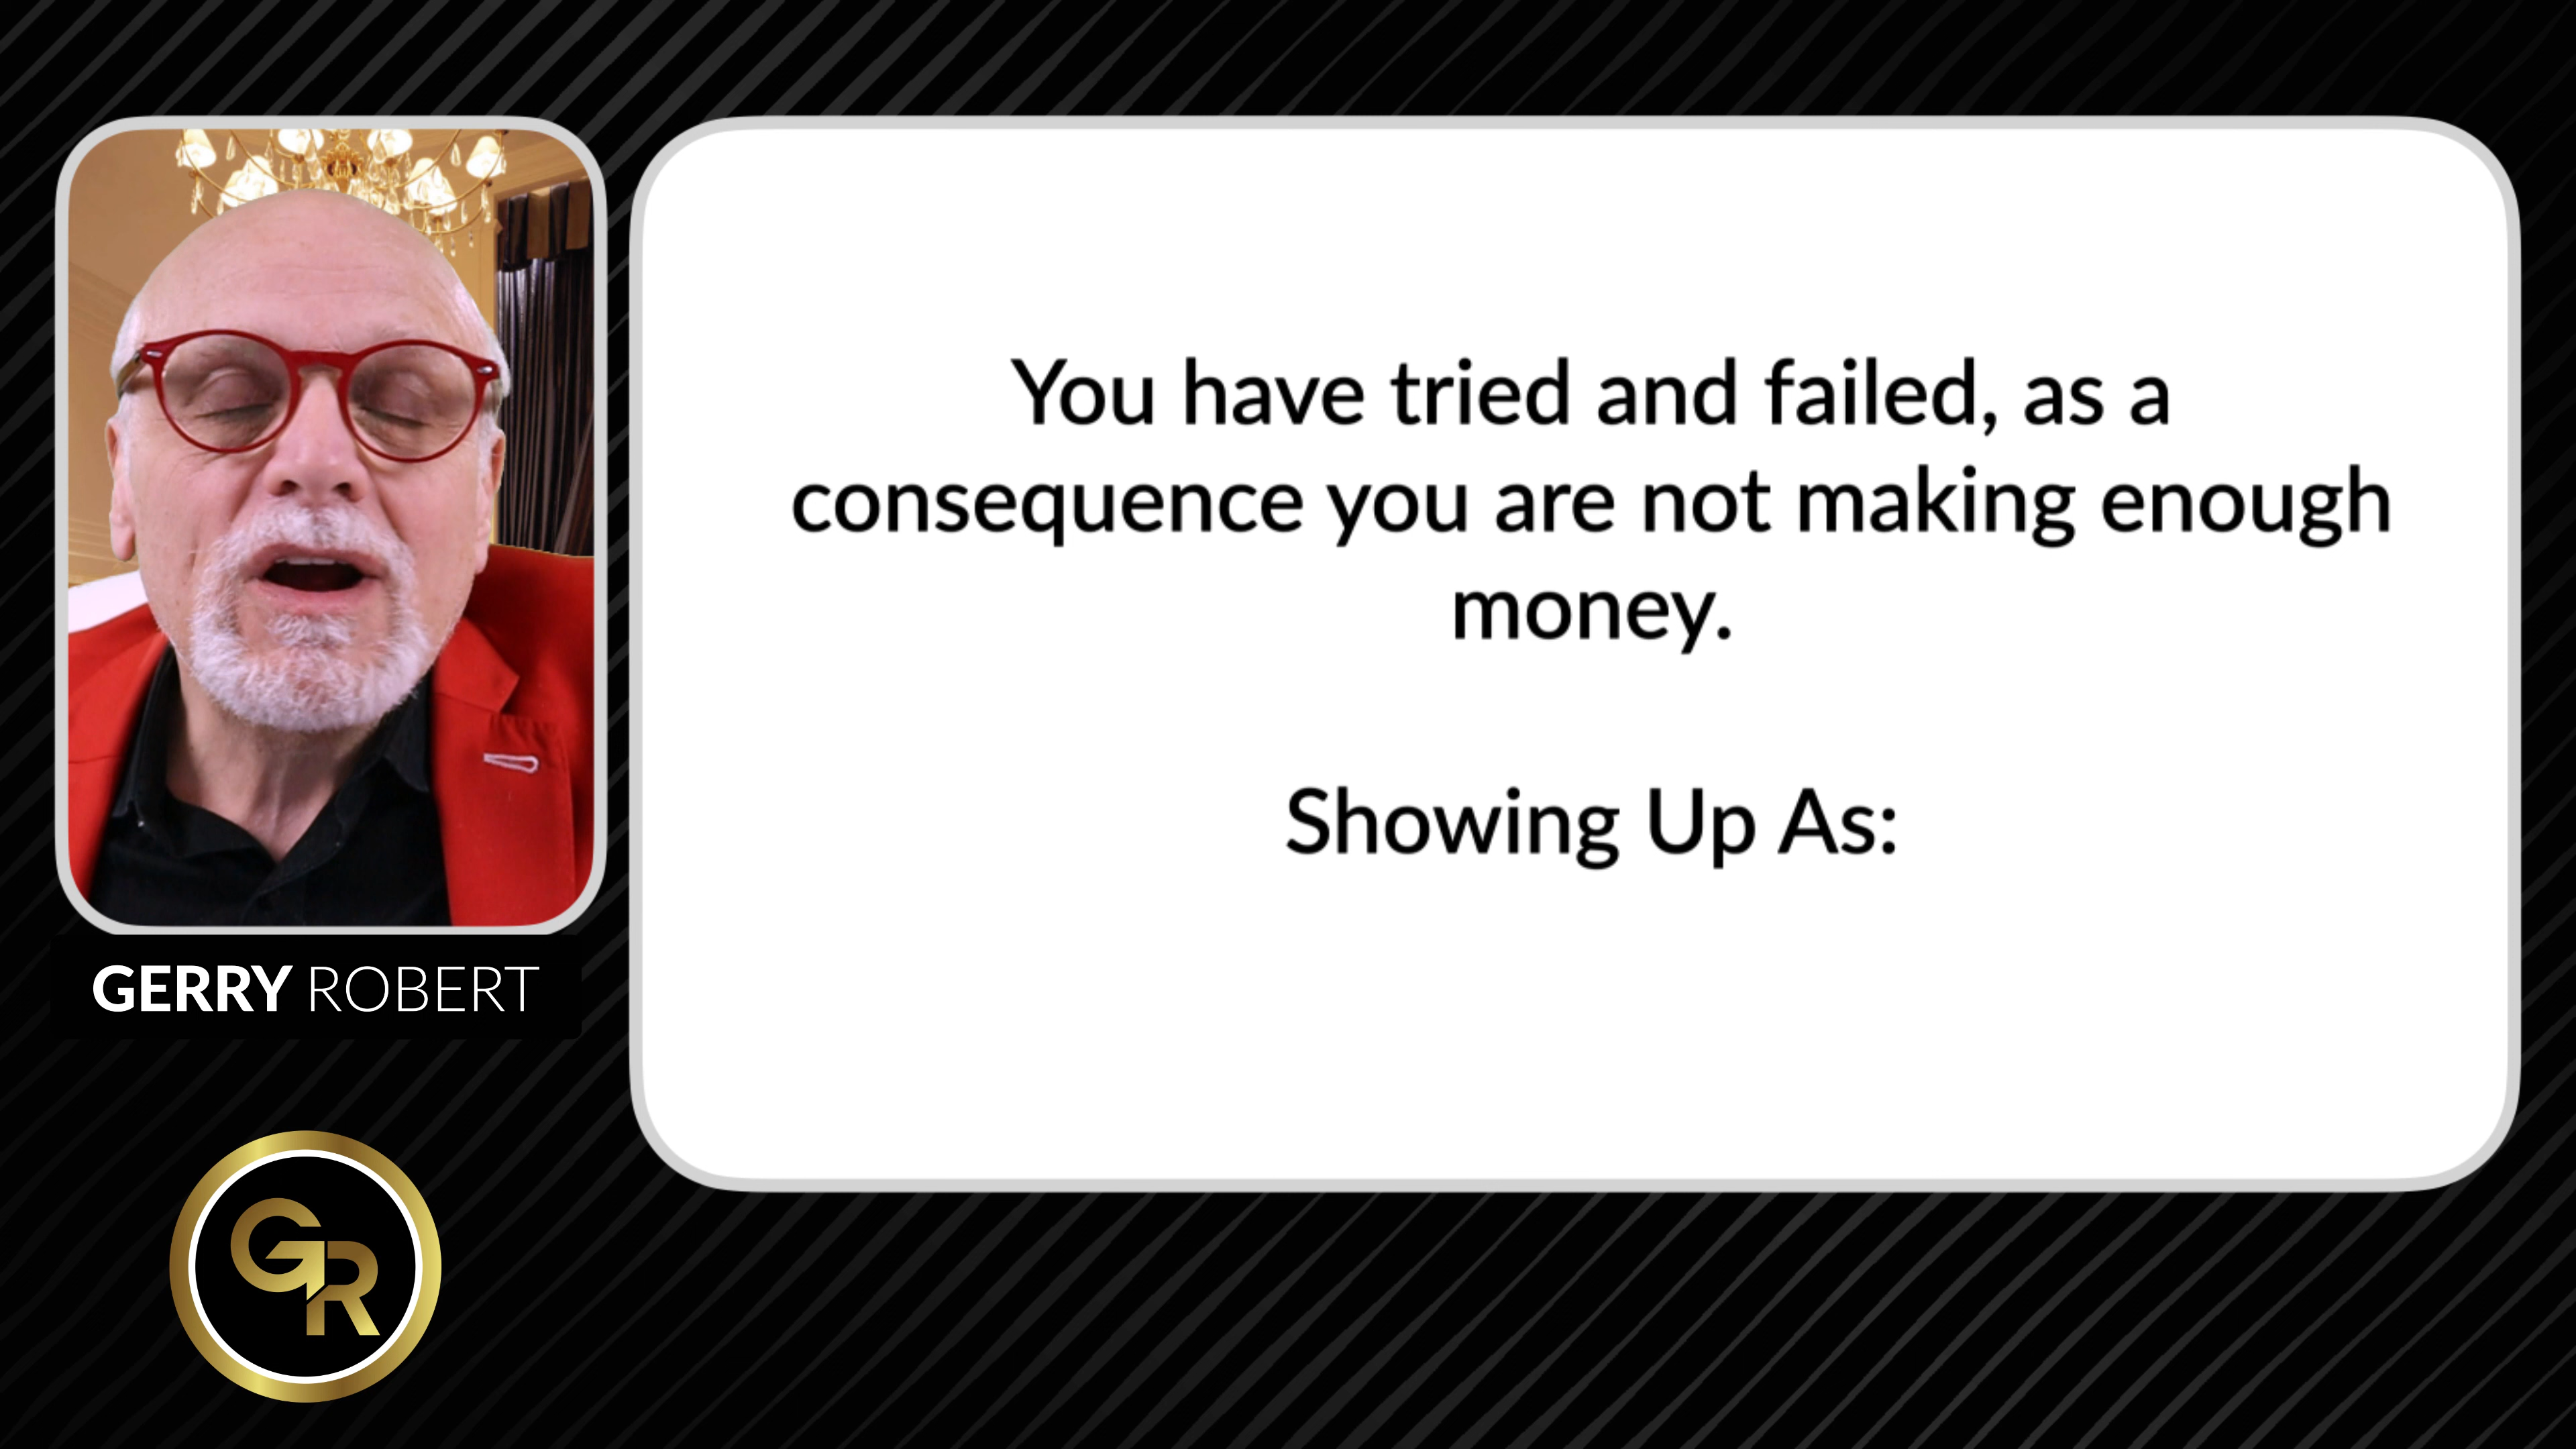 You have tried and failed, as a
consequence you are not making enough
money.
Showing Up As:
GERRY ROBERT
GR